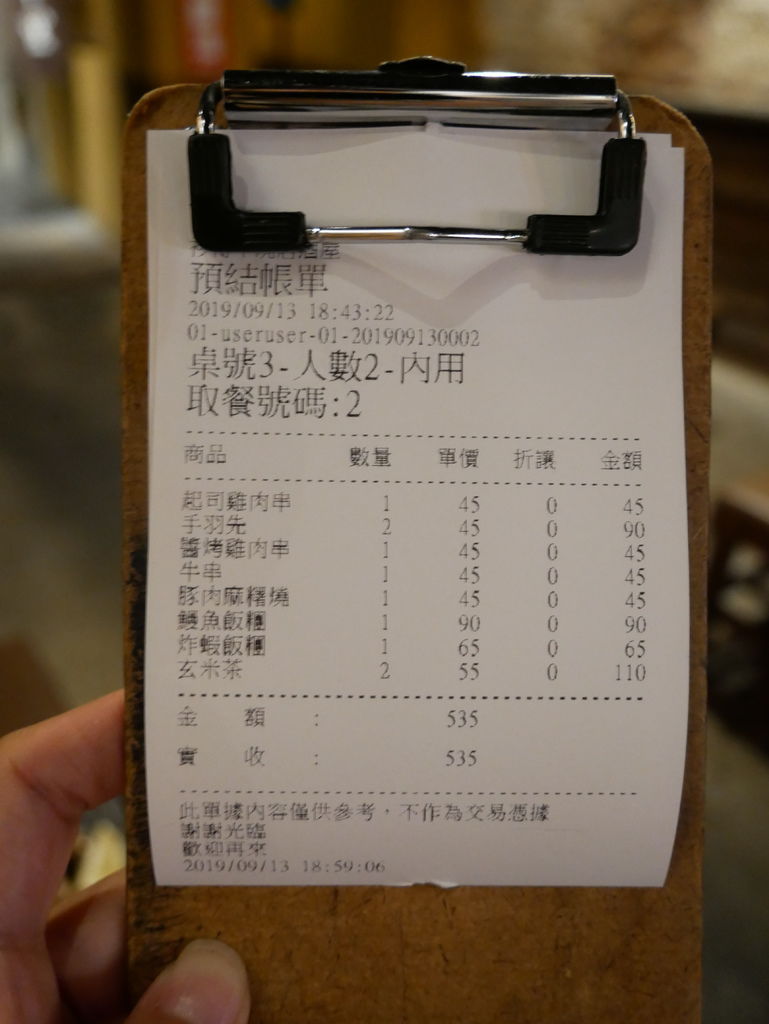 居酒屋
預結帳單
2019/09/13 18:43:22
01-useruser-01-201909130002
桌號3-人數2-內用
取餐號碼:2
商品 數量 單價 折讓 金額
起司雞肉串 1 45 0 45
手羽先 2 45 0 90
醬烤雞肉串 1 45 0 45
牛串 1 45 0 45
豚肉麻糬燒 1 45 0 45
鰻魚飯糰 1 90 0 90
炸蝦飯糰 1 65 0 65
玄米茶 2 55 0 110
金 額 : 535
實 收 : 535
此單據內容僅供參考,不作為交易憑據
謝謝光臨
歡迎再來
2019/09/13 18:59:06